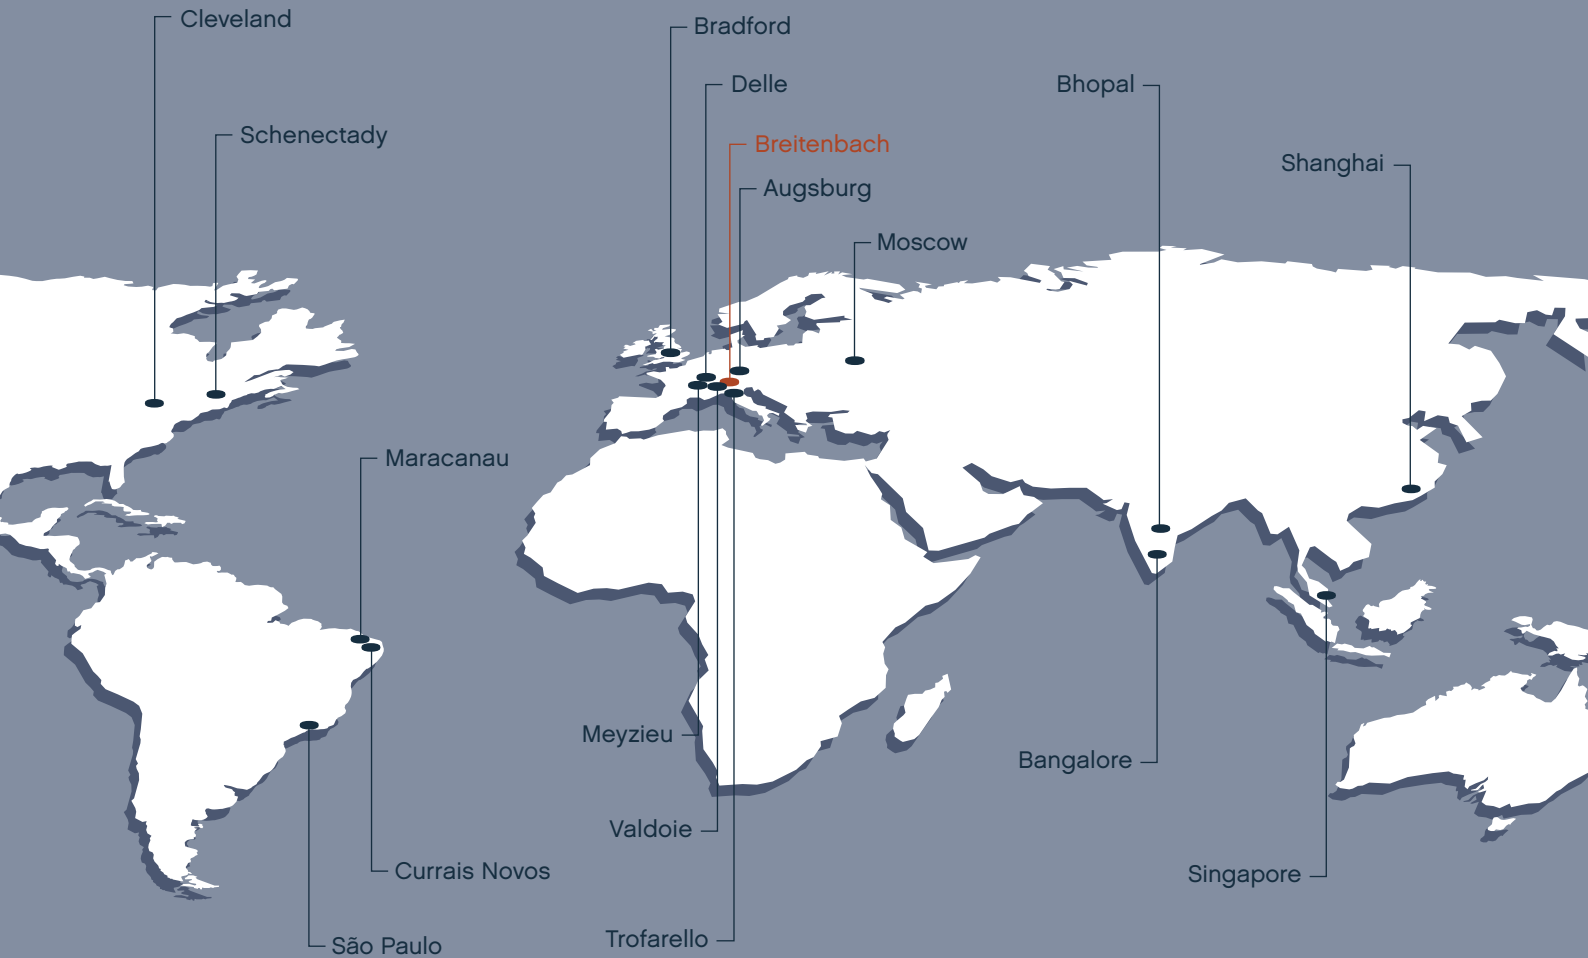 Cleveland
Bradford
Delle
Bhopal
Schenectady
Breitenbach
Shanghai
Augsburg
Moscow
Maracanau
Meyzieu
Bangalore
Valdoie
Currais Novos
Singapore
Trofarello
São Paulo